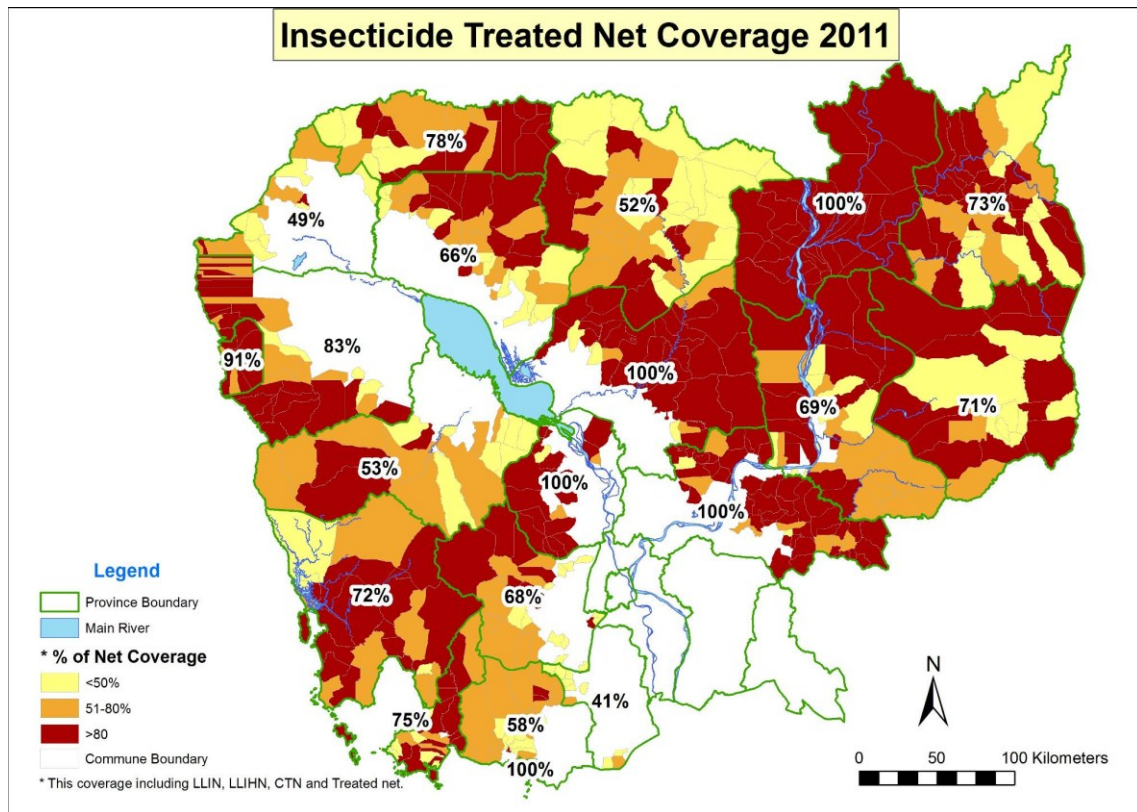 Insecticide Treated Net Coverage 2011
78%
52%
100%
73%
49%
66%
83%
91%
100%
69%
71%
53%
100%
100%
72%
68%
41%
75%
58%
100%
Legend
Province Boundary
Main River
* % of Net Coverage
<50%
51-80%
>80
Commune Boundary
* This coverage including LLIN, LLIHN, CTN and Treated net.
N
0 50 100 Kilometers